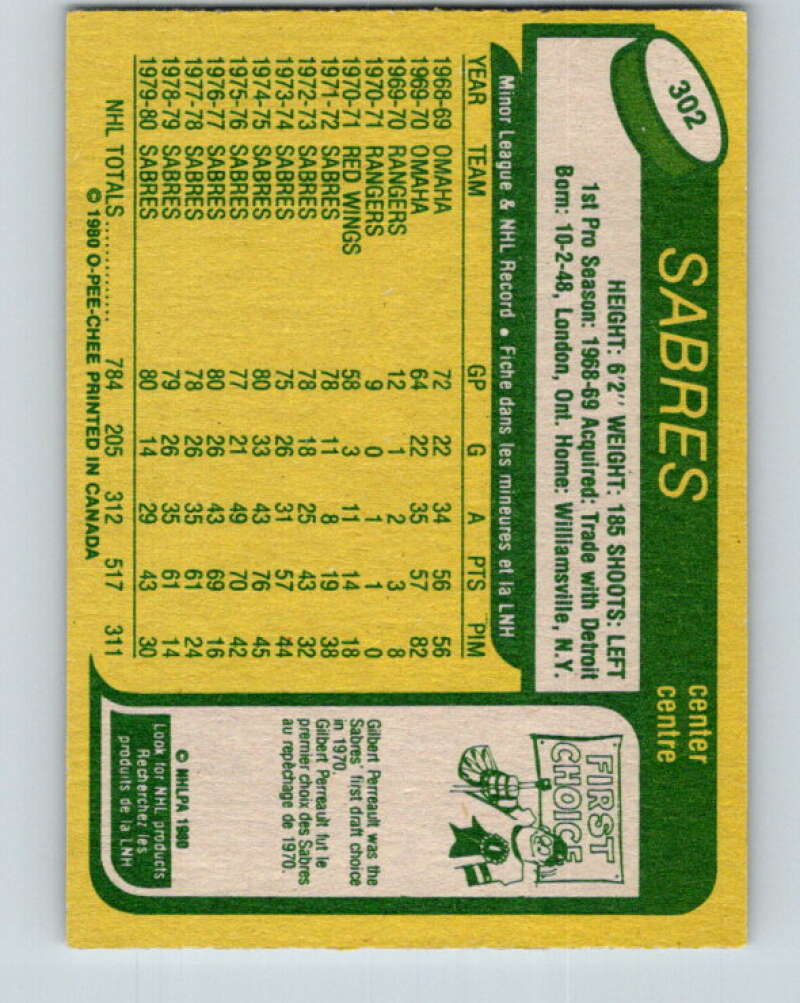 302
SABRES
center
centre
HEIGHT: 6'2" WEIGHT: 185 SHOOTS: LEFT
1st Pro Season: 1968-69 Acquired: Trade with Detroit
Born: 10-2-48, London, Ont. Home: Williamsville, N.Y.
Minor League & NHL Record • Fiche dans les mineures et la LNH
YEAR TEAM GP G A PTS PIM
1968-69 OMAHA 72 22 34 56 56
1969-70 OMAHA 64 22 35 57 82
1969-70 RANGERS 12 1 2 3 8
1970-71 RANGERS 9 0 1 1 0
1970-71 RED WINGS 58 3 11 14 18
1971-72 SABRES 78 11 8 19 38
1972-73 SABRES 78 18 25 43 32
1973-74 SABRES 75 26 31 57 44
1974-75 SABRES 80 33 43 76 45
1975-76 SABRES 77 21 49 70 42
1976-77 SABRES 80 26 43 69 16
1977-78 SABRES 78 26 35 61 24
1978-79 SABRES 79 26 35 61 14
1979-80 SABRES 80 14 29 43 30
NHL TOTALS............... 784 205 312 517 311
© 1980 O-PEE-CHEE PRINTED IN CANADA
FIRST
CHOICE
1
Gilbert Perreault was the
Sabres' first draft choice
in 1970.
Gilbert Perreault fut le
premier choix des Sabres
au repêchage de 1970.
© NHLPA 1980
Look for NHL products
Recherchez les
produits de la LNH